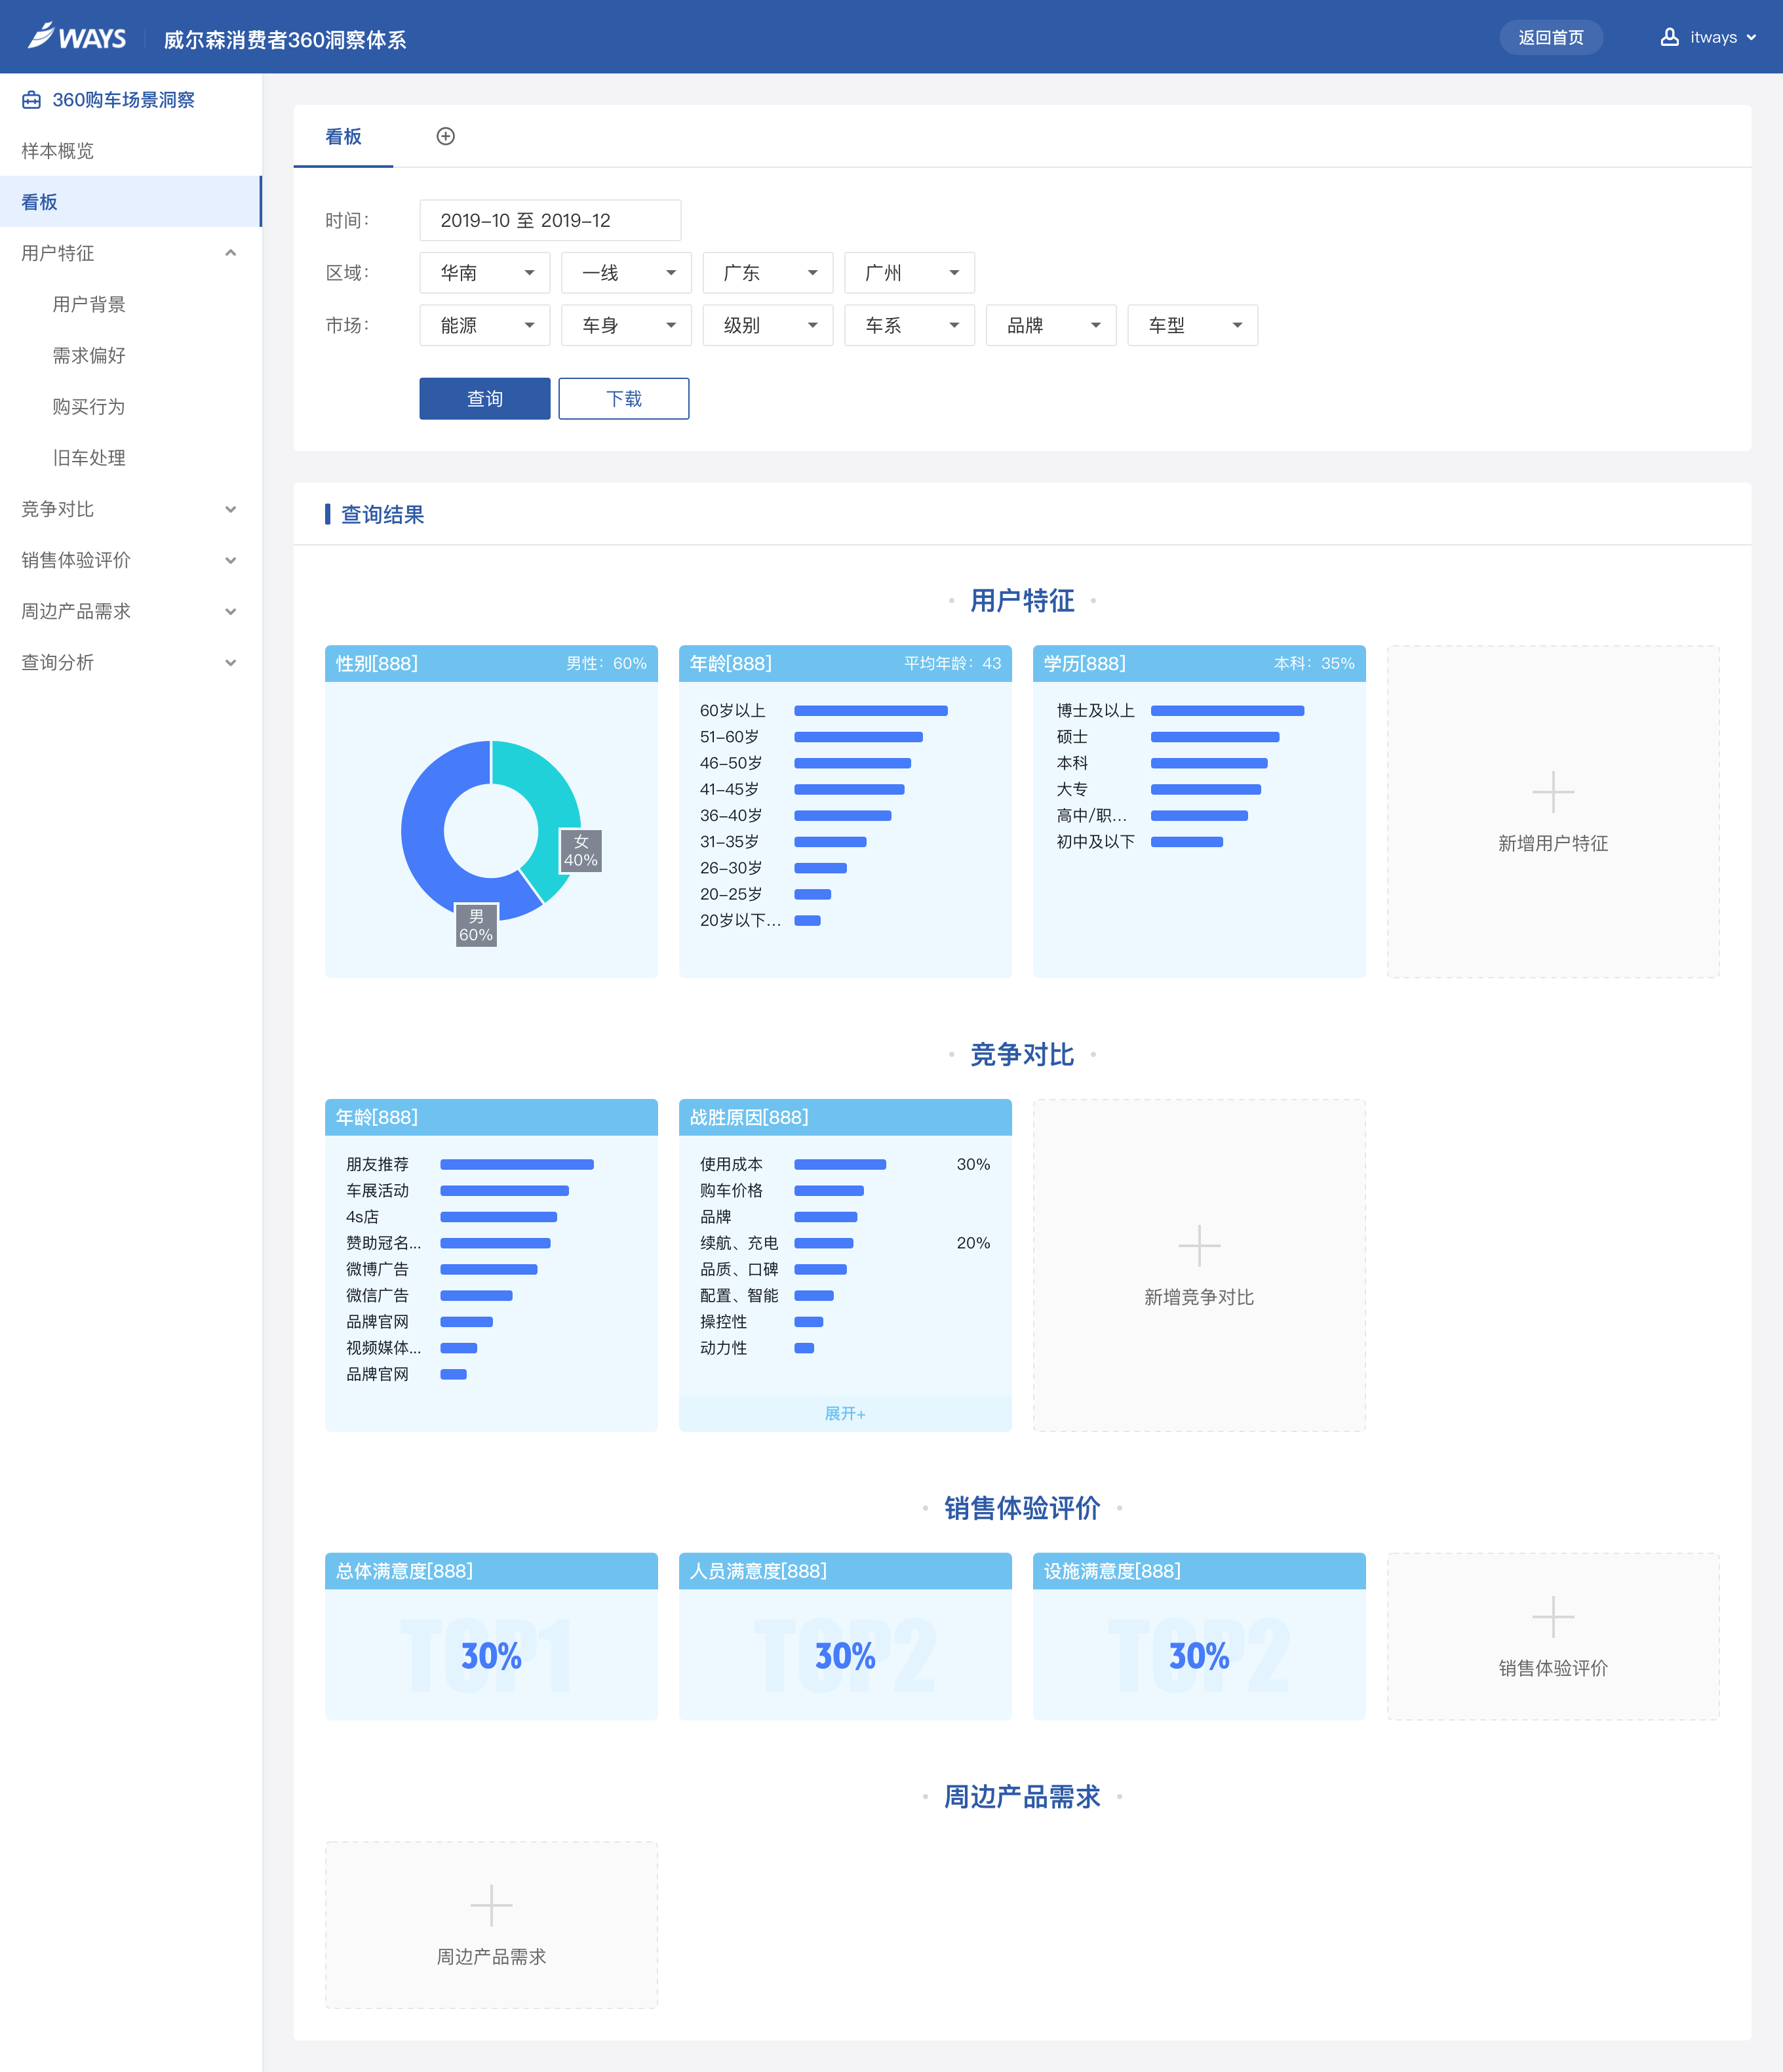 WAYS
威尔森消费者360洞察体系
返回首页
itways
360购车场景洞察
样本概览
看板
用户特征
用户背景
需求偏好
购买行为
旧车处理
竞争对比
销售体验评价
周边产品需求
查询分析
看板
时间：
2019-10 至 2019-12
区域：
华南
一线
广东
广州
市场：
能源
车身
级别
车系
品牌
车型
查询
下载
查询结果
用户特征
性别[888]
男性：60%
女
40%
男
60%
年龄[888]
平均年龄：43
60岁以上
51-60岁
46-50岁
41-45岁
36-40岁
31-35岁
26-30岁
20-25岁
20岁以下...
学历[888]
本科：35%
博士及以上
硕士
本科
大专
高中/职...
初中及以下
新增用户特征
竞争对比
年龄[888]
朋友推荐
车展活动
4s店
赞助冠名...
微博广告
微信广告
品牌官网
视频媒体...
品牌官网
战胜原因[888]
使用成本 30%
购车价格
品牌
续航、充电 20%
品质、口碑
配置、智能
操控性
动力性
展开+
新增竞争对比
销售体验评价
总体满意度[888]
TOP1
30%
人员满意度[888]
TOP2
30%
设施满意度[888]
TOP2
30%
销售体验评价
周边产品需求
周边产品需求